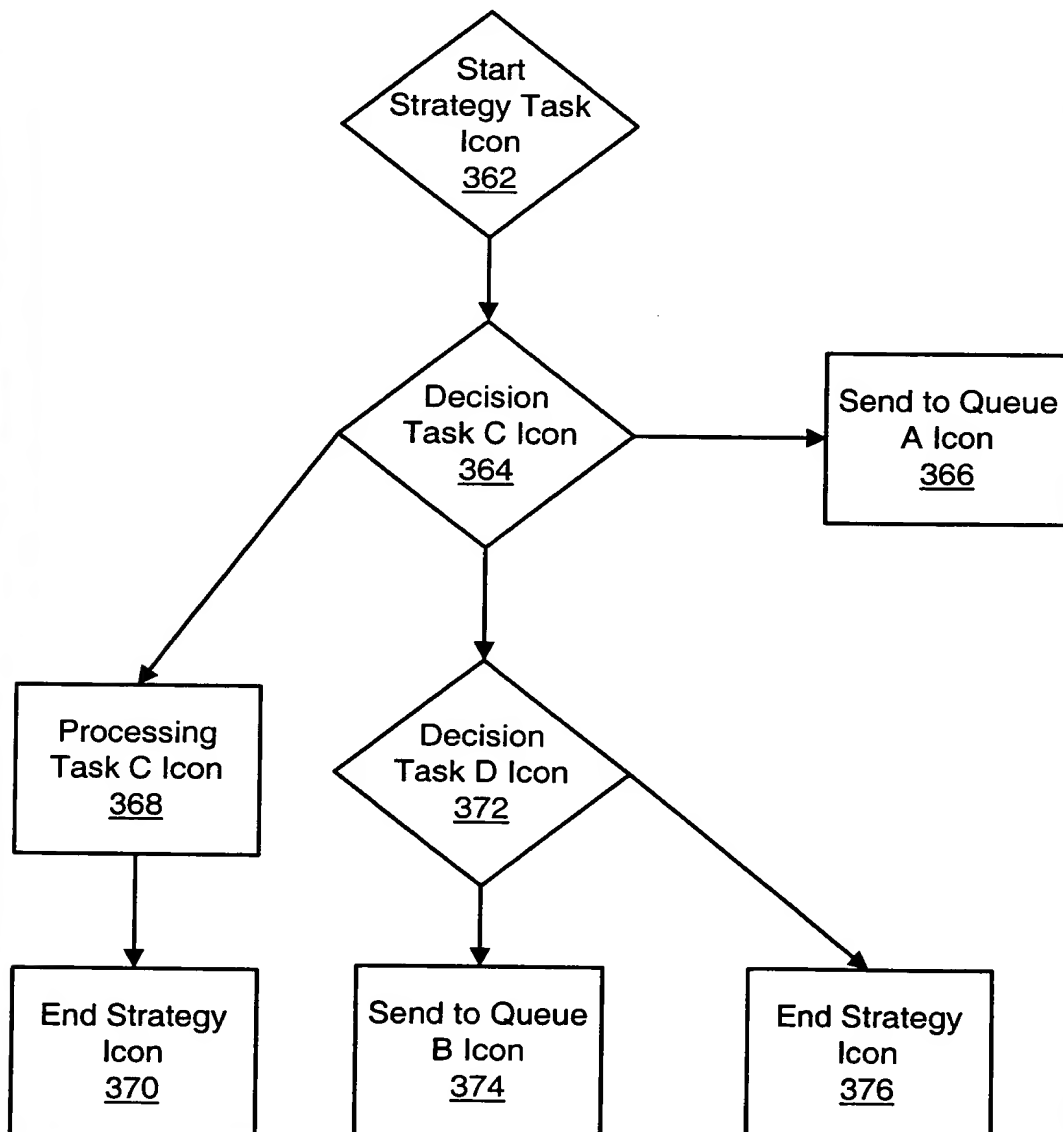 Start
Strategy Task
Icon
362
Decision
Task C Icon
364
Send to Queue
A Icon
366
Processing
Task C Icon
368
Decision
Task D Icon
372
End Strategy
Icon
370
Send to Queue
B Icon
374
End Strategy
Icon
376